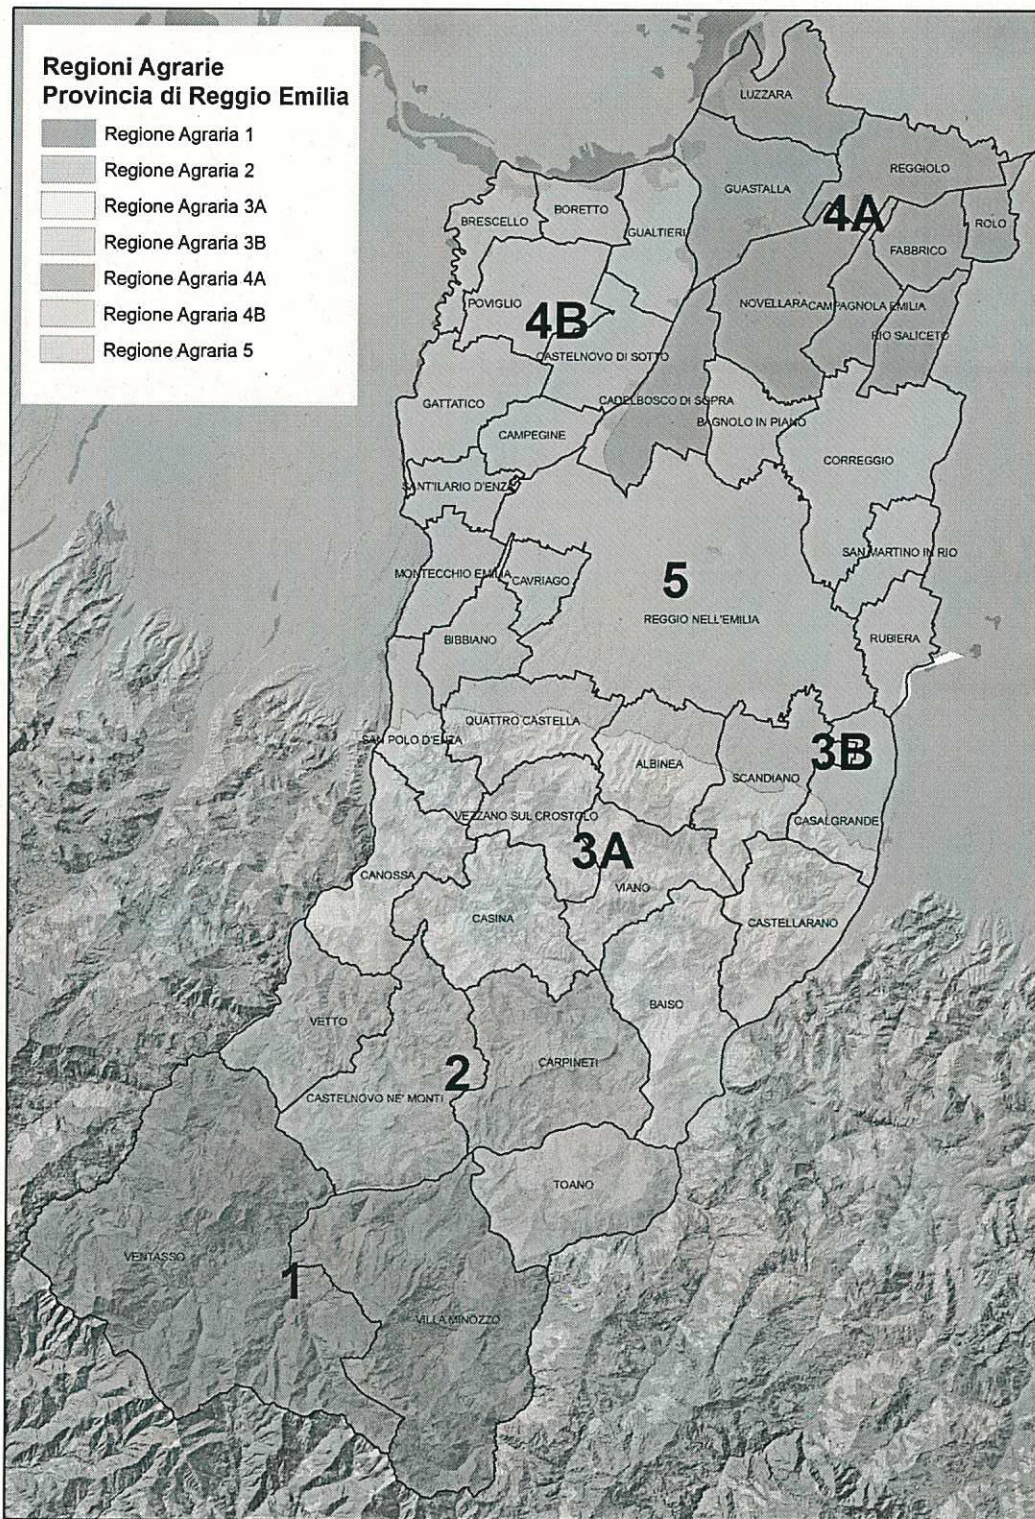 Regioni Agrarie
Provincia di Reggio Emilia
Regione Agraria 1
Regione Agraria 2
Regione Agraria 3A
Regione Agraria 3B
Regione Agraria 4A
Regione Agraria 4B
Regione Agraria 5
LUZZARA
REGGIOLO
GUASTALLA
4A
BORETTO
BRESCELLO
GUALTIERI
ROLO
FABBRICO
POVIGLIO
NOVELLARA
CAMPAGNOLA EMILIA
4B
RIO SALICETO
CASTELNOVO DI SOTTO
GATTATICO
CADELBOSCO DI SOPRA
BAGNOLO IN PIANO
CAMPEGINE
CORREGGIO
SANT'ILARIO D'ENZA
SAN MARTINO IN RIO
MONTECCHIO EMILIA
CAVRIAGO
5
REGGIO NELL'EMILIA
BIBBIANO
RUBIERA
QUATTRO CASTELLA
SAN POLO D'ENZA
3B
ALBINEA
SCANDIANO
VEZZANO SUL CROSTOLO
CASALGRANDE
3A
CANOSSA
VIANO
CASINA
CASTELLARANO
BAISO
VETTO
2
CARPINETI
CASTELNOVO NE' MONTI
TOANO
VENTASSO
1
VILLA MINOZZO